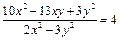 (10x² − 13xy + 3y²) / (2x² − 3y²) = 4